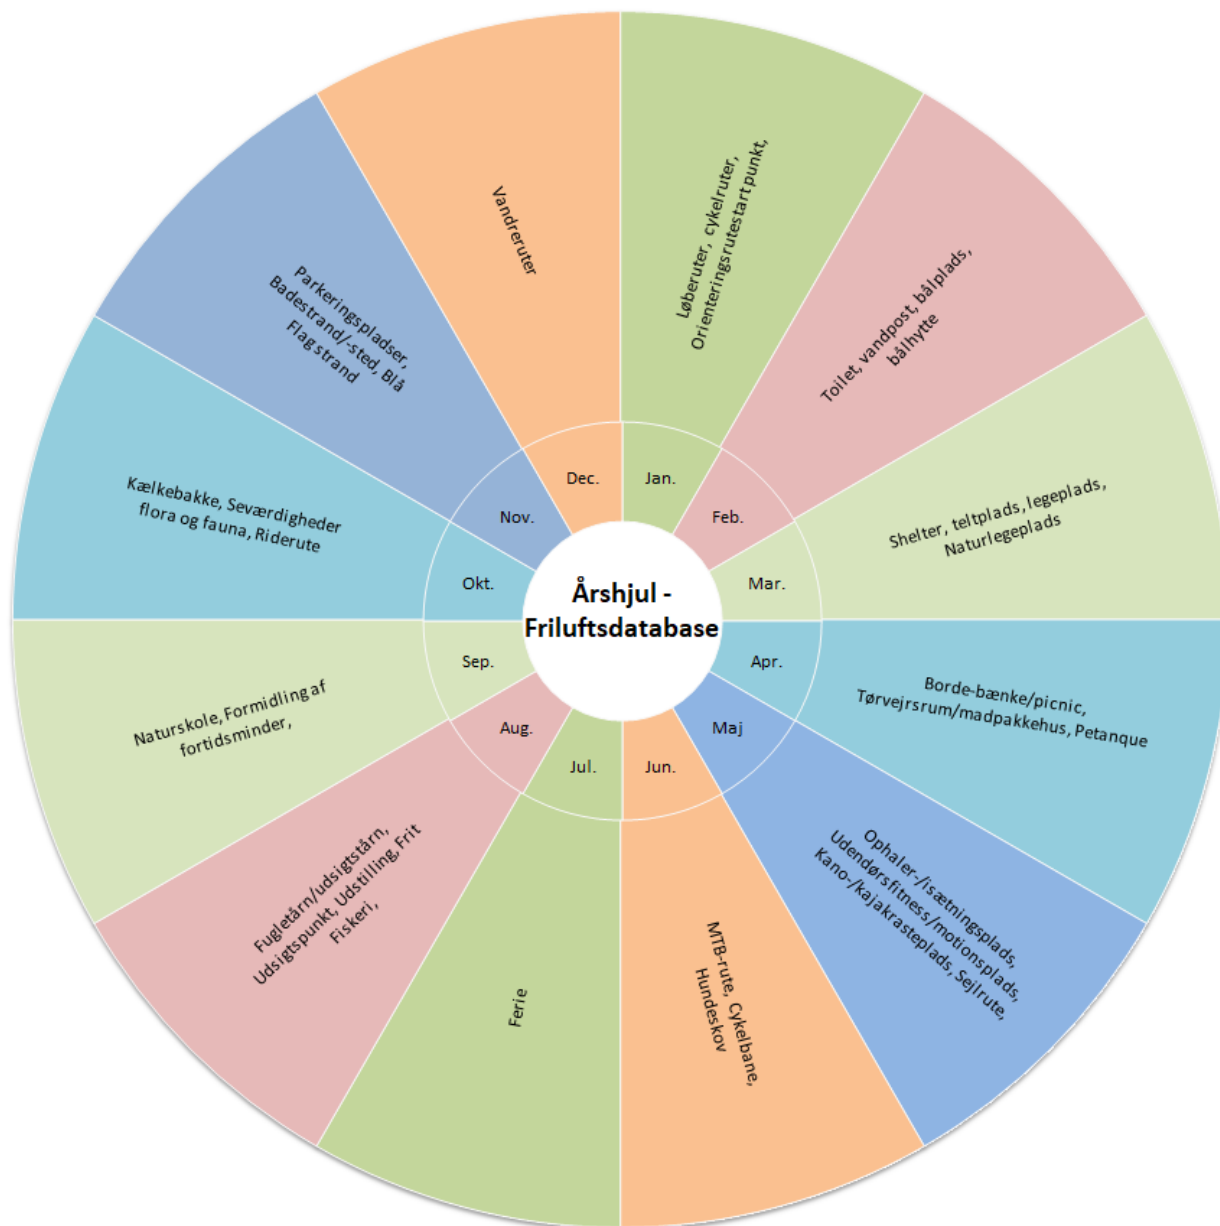 Årshjul -
Friluftsdatabase
Jan.
Løberuter, cykelruter,
Orienteringsrutestartpunkt,
Feb.
Toilet, vandpost, bålplads,
bålhytte
Mar.
Shelter, teltplads, legeplads,
Naturlegeplads
Apr.
Borde-bænke/picnic,
Tørvejrsrum/madpakkehus, Petanque
Maj
Ophaler-/isætningsplads,
Udendørsfitness/motionsplads,
Kano-/kajakrasteplads, Sejlrute,
Jun.
MTB-rute, Cykelbane,
Hundeskov
Jul.
Ferie
Aug.
Fugletårn/udsigtstårn,
Udsigtspunkt, Udstilling, Frit
Fiskeri,
Sep.
Naturskole, Formidling af
fortidsminder,
Okt.
Kælkebakke, Seværdigheder
flora og fauna, Riderute
Nov.
Parkeringspladser,
Badestrand/-sted, Blå
Flag strand
Dec.
Vandreruter